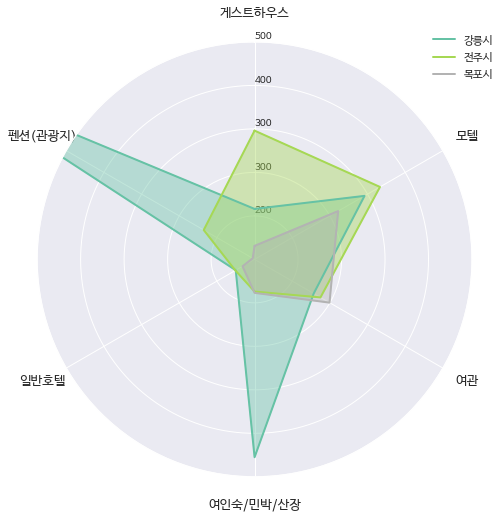 게스트하우스
500
강릉시
전주시
목포시
400
300
펜션(관광지)
모텔
300
200
일반호텔
여관
여인숙/민박/산장